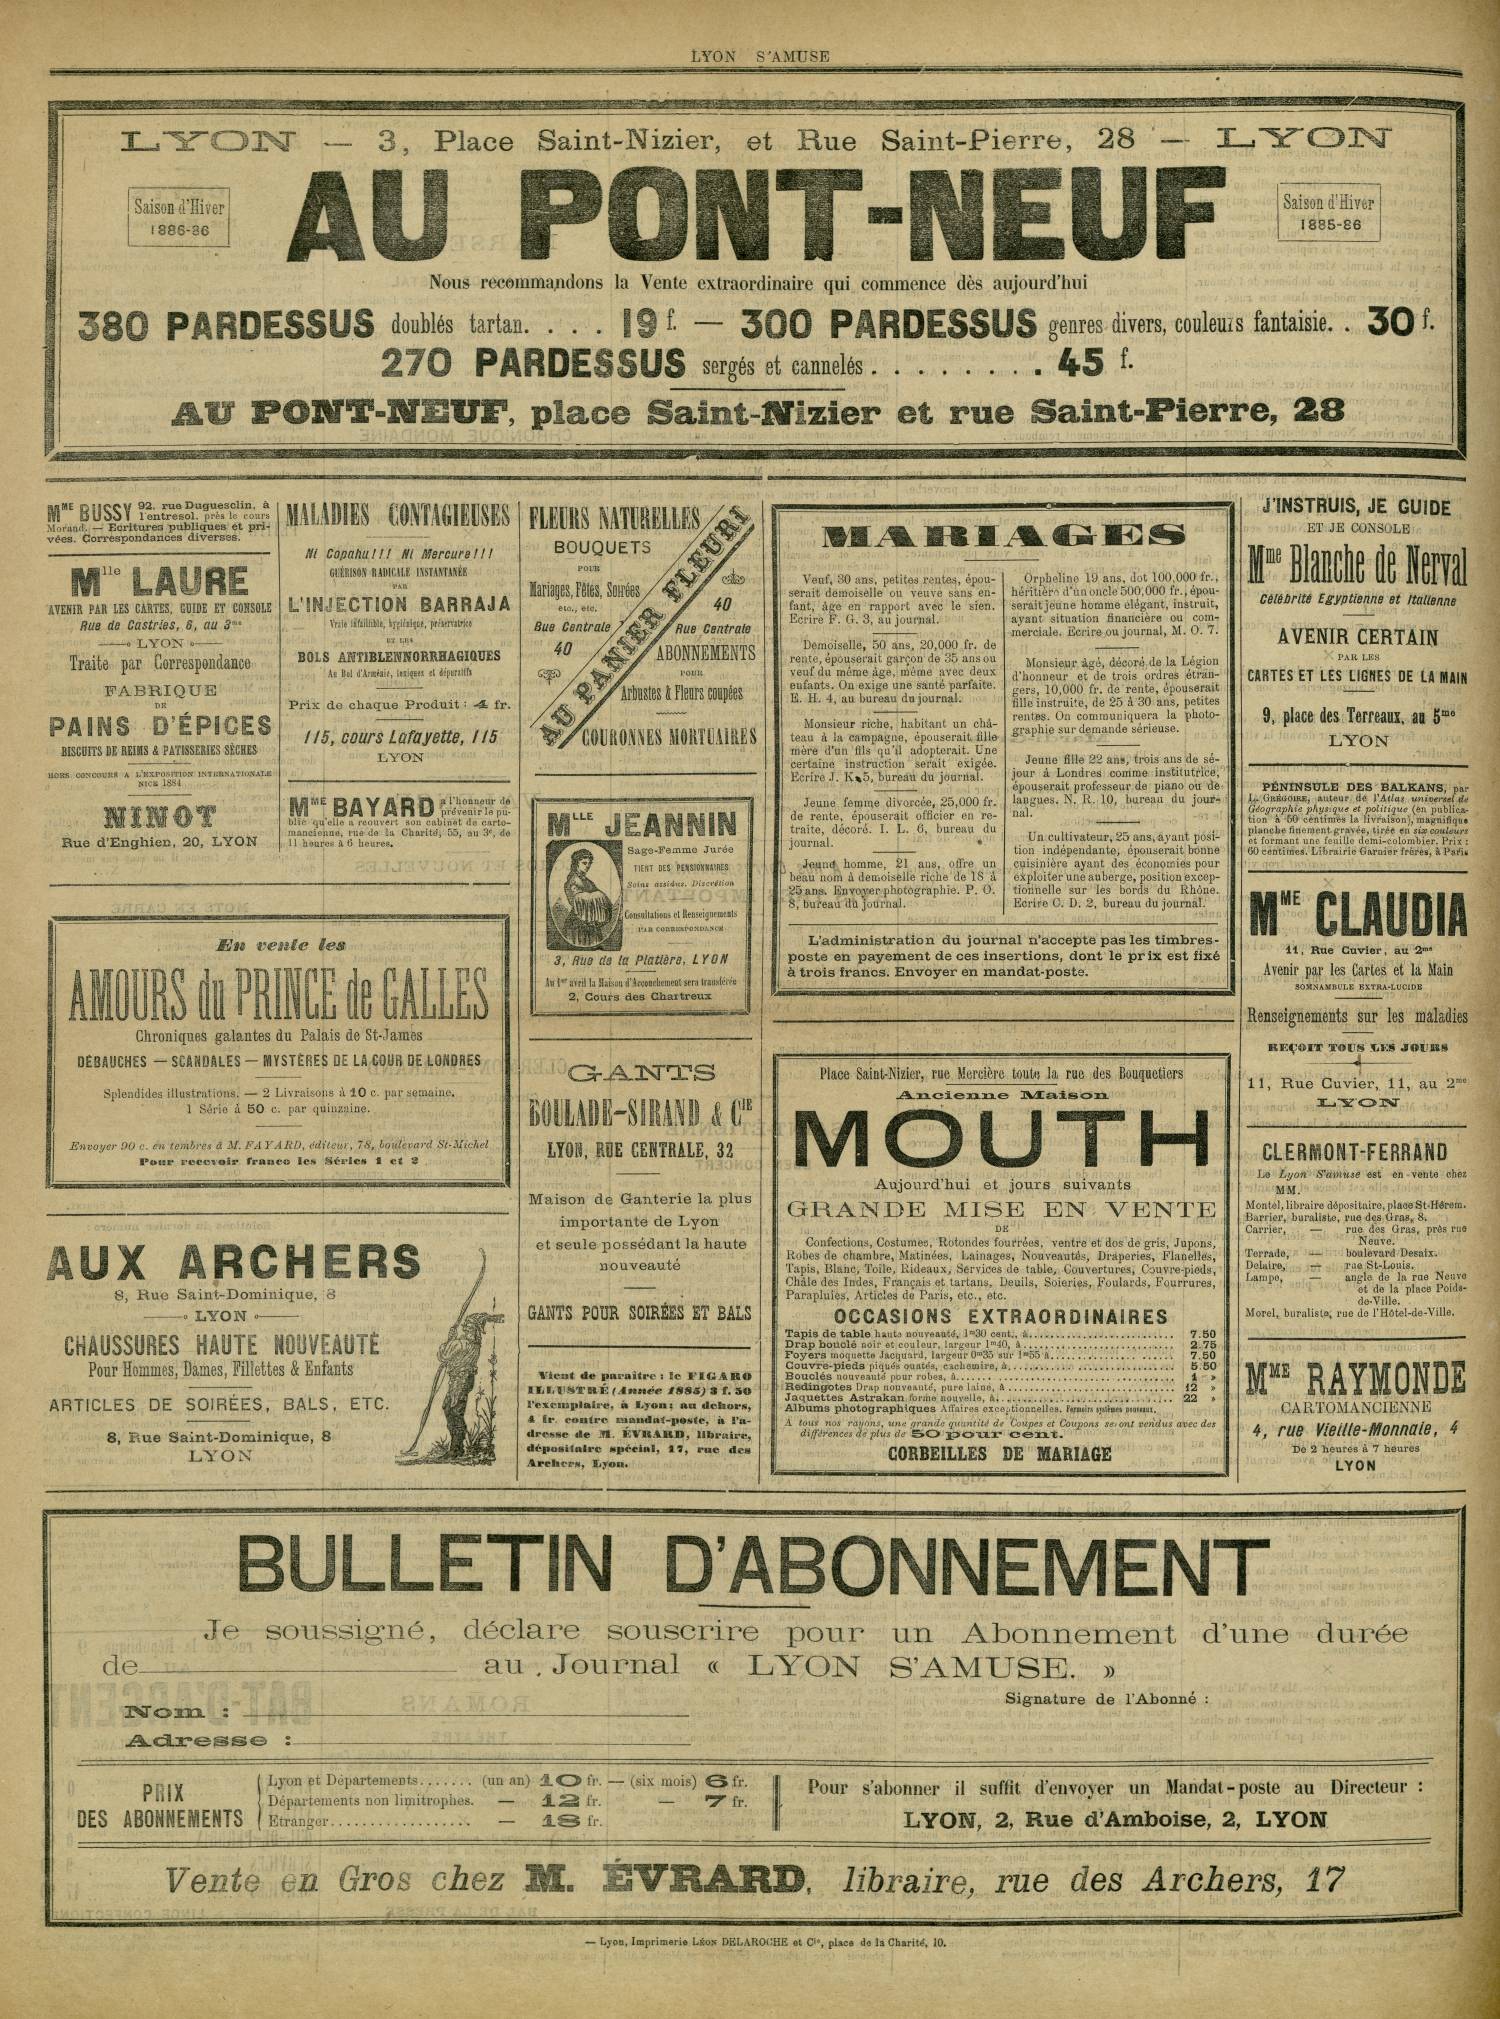 LYON S'AMUSE
LYON — 3, Place Saint-Nizier, et Rue Saint-Pierre, 28 — LYON
Saison d'Hiver
1886-86
AU PONT-NEUF
Saison d'Hiver
1885-86
Nous recommandons la Vente extraordinaire qui commence dès aujourd'hui
380 PARDESSUS doublés tartan. . . . . 19 f. — 300 PARDESSUS genres divers, couleurs fantaisie. . 30 f.
270 PARDESSUS sergés et cannelés . . . . . . . . . 45 f.
AU PONT-NEUF, place Saint-Nizier et rue Saint-Pierre, 28
MME BUSSY 92, rue Duguesclin, à
l'entresol, près le cours
Morand. — Ecritures publiques et pri-
vées. Correspondances diverses.
Mlle LAURE
AVENIR PAR LES CARTES, GUIDE ET CONSOLE
Rue de Castries, 6, au 3me
LYON
Traite par Correspondance
FABRIQUE
DE
PAINS D'ÉPICES
BISCUITS DE REIMS & PATISSERIES SÈCHES
HORS CONCOURS A L'EXPOSITION INTERNATIONALE
NICE 1884
NINOT
Rue d'Enghien, 20, LYON
MALADIES CONTAGIEUSES
Ni Copahu!!! Ni Mercure!!!
GUÉRISON RADICALE INSTANTANÉE
PAR
L'INJECTION BARRAJA
Vraie infaillible, hygiénique, préservatrice
ET LES
BOLS ANTIBLENNORRHAGIQUES
Au Bol d'Arménie, toniques et dépuratifs
Prix de chaque Produit : 4 fr.
115, cours Lafayette, 115
LYON
MME BAYARD a l'honneur de
prévenir le pu-
blic qu'elle a rouvert son cabinet de carto-
mancienne, rue de la Charité, 55, au 3e, de
11 heures à 6 heures.
En vente les
AMOURS du PRINCE de GALLES
Chroniques galantes du Palais de St-James
DÉBAUCHES — SCANDALES — MYSTÈRES DE LA COUR DE LONDRES
Splendides illustrations. — 2 Livraisons à 10 c. par semaine.
1 Série à 50 c. par quinzaine.
Envoyer 90 c. en tembres à M. FAYARD, éditeur, 78, boulevard St-Michel
Pour recevoir franco les Séries 1 et 2
AUX ARCHERS
8, Rue Saint-Dominique, 8
LYON
CHAUSSURES HAUTE NOUVEAUTÉ
Pour Hommes, Dames, Fillettes & Enfants
ARTICLES DE SOIRÉES, BALS, ETC.
8, Rue Saint-Dominique, 8
LYON
FLEURS NATURELLES
BOUQUETS
POUR
Mariages, Fêtes, Soirées
etc., etc.
Bue Centrale
40
AU PANIER FLEURI
40
Rue Centrale
ABONNEMENTS
POUR
Arbustes & Fleurs coupées
COURONNES MORTUAIRES
MLLE JEANNIN
Sage-Femme Jurée
TIENT DES PENSIONNAIRES
Soins assidus. Discrétion
Consultations et Renseignements
PAR CORRESPONDANCE
3, Rue de la Platière, LYON
Au 1er avril la Maison d'Accouchement sera transférée
2, Cours des Chartreux
GANTS
BOULADE-SIRAND & CIE
LYON, RUE CENTRALE, 32
Maison de Ganterie la plus
importante de Lyon
et seule possédant la haute
nouveauté
GANTS POUR SOIRÉES ET BALS
Vient de paraître : le FIGARO
ILLUSTRÉ (Année 1885) 3 f. 50
l'exemplaire, à Lyon; au dehors,
4 fr. contre mandat-poste, à l'a-
dresse de M. ÉVRARD, libraire,
dépositaire spécial, 17, rue des
Archers, Lyon.
MARIAGES
Veuf, 30 ans, petites rentes, épou-
serait demoiselle ou veuve sans en-
fant, âge en rapport avec le sien.
Ecrire F. G. 3, au journal.
Demoiselle, 50 ans, 20,000 fr. de
rente, épouserait garçon de 35 ans ou
veuf du même âge, même avec deux
enfants. On exige une santé parfaite.
E. H. 4, au bureau du journal.
Monsieur riche, habitant un châ-
teau à la campagne, épouserait fille
mère d'un fils qu'il adopterait. Une
certaine instruction serait exigée.
Ecrire J. K. 5, bureau du journal.
Jeune femme divorcée, 25,000 fr.
de rente, épouserait officier en re-
traite, décoré. I. L. 6, bureau du
journal.
Jeune homme, 21 ans, offre un
beau nom à demoiselle riche de 18 à
25 ans. Envoyer photographie. P. O.
8, bureau du journal.
Orpheline 19 ans, dot 100,000 fr.,
héritière d'un oncle 500,000 fr., épou-
serait jeune homme élégant, instruit,
ayant situation financière ou com-
merciale. Ecrire ou journal, M. O. 7.
Monsieur âgé, décoré de la Légion
d'honneur et de trois ordres étran-
gers, 10,000 fr. de rente, épouserait
fille instruite, de 25 à 30 ans, petites
rentes. On communiquera la photo-
graphie sur demande sérieuse.
Jeune fille 22 ans, trois ans de sé-
jour à Londres comme institutrice,
épouserait professeur de piano ou de
langues. N. R. 10, bureau du jour-
nal.
Un cultivateur, 25 ans, ayant posi-
tion indépendante, épouserait bonne
cuisinière ayant des économies pour
exploiter une auberge, position excep-
tionnelle sur les bords du Rhône.
Ecrire C. D. 2, bureau du journal.
L'administration du journal n'accepte pas les timbres-
poste en payement de ces insertions, dont le prix est fixé
à trois francs. Envoyer en mandat-poste.
Place Saint-Nizier, rue Mercière toute la rue des Bouquetiers
Ancienne Maison
MOUTH
Aujourd'hui et jours suivants
GRANDE MISE EN VENTE
DE
Confections, Costumes, Rotondes fourrées, ventre et dos de gris, Jupons,
Robes de chambre, Matinées, Lainages, Nouveautés, Draperies, Flanelles,
Tapis, Blanc, Toile, Rideaux, Services de table, Couvertures, Couvre-pieds,
Châle des Indes, Français et tartans, Deuils, Soieries, Foulards, Fourrures,
Parapluies, Articles de Paris, etc., etc.
OCCASIONS EXTRAORDINAIRES
Tapis de table haute nouveauté, 1m30 cent., à . . . . 7.50
Drap bouclé noir et couleur, largeur 1m40, à . . . . 2.75
Foyers moquette Jacquard, largeur 0m35 sur 1m55 à . . . . 7.50
Couvre-pieds piqués ouatés, cachemire, à . . . . 5.50
Bouclés nouveauté pour robes, à . . . . 1 »
Redingotes Drap nouveauté, pure laine, à . . . . 12 »
Jaquettes Astrakan forme nouvelle, à . . . . 22 »
Albums photographiques Affaires exceptionnelles. Fermoirs systèmes nouveaux.
A tous nos rayons, une grande quantité de Coupes et Coupons seront vendus avec des
différences de plus de 50 pour cent.
CORBEILLES DE MARIAGE
J'INSTRUIS, JE GUIDE
ET JE CONSOLE
Mme Blanche de Nerval
Célébrité Egyptienne et Italienne
AVENIR CERTAIN
PAR LES
CARTES ET LES LIGNES DE LA MAIN
9, place des Terreaux, au 5me
LYON
PÉNINSULE DES BALKANS, par
L. GRÉGOIRE, auteur de l'Atlas universel de
Géographie physique et politique (en publica-
tion à 50 centimes la livraison), magnifique
planche finement gravée, tirée en six couleurs
et formant une feuille demi-colombier. Prix :
60 centimes. Librairie Garnier frères, à Paris
MME CLAUDIA
11, Rue Cuvier, au 2me
Avenir par les Cartes et la Main
SOMNAMBULE EXTRA-LUCIDE
Renseignements sur les maladies
REÇOIT TOUS LES JOURS
11, Rue Cuvier, 11, au 2me
LYON
CLERMONT-FERRAND
Le Lyon S'amuse est en vente chez
MM.
Montel, libraire dépositaire, place St-Hérem.
Barrier, buraliste, rue des Gras, 8.
Carrier, — rue des Gras, près rue
Neuve.
Terrade, — boulevard Desaix.
Delaire, — rue St-Louis.
Lampe, — angle de la rue Neuve
et de la place Poids-
de-Ville.
Morel, buraliste, rue de l'Hôtel-de-Ville.
MME RAYMONDE
CARTOMANCIENNE
4, rue Vieille-Monnaie, 4
De 2 heures à 7 heures
LYON
BULLETIN D'ABONNEMENT
Je soussigné, déclare souscrire pour un Abonnement d'une durée
de au Journal « LYON S'AMUSE. »
Nom :
Signature de l'Abonné :
Adresse :
PRIX
DES ABONNEMENTS
Lyon et Départements....... (un an) 10 fr. — (six mois) 6 fr.
Départements non limitrophes. — 12 fr. — 7 fr.
Etranger.................. — 18 fr.
Pour s'abonner il suffit d'envoyer un Mandat-poste au Directeur :
LYON, 2, Rue d'Amboise, 2, LYON
Vente en Gros chez M. ÉVRARD, libraire, rue des Archers, 17
— Lyon, Imprimerie LÉON DELAROCHE et Cie, place de la Charité, 10.